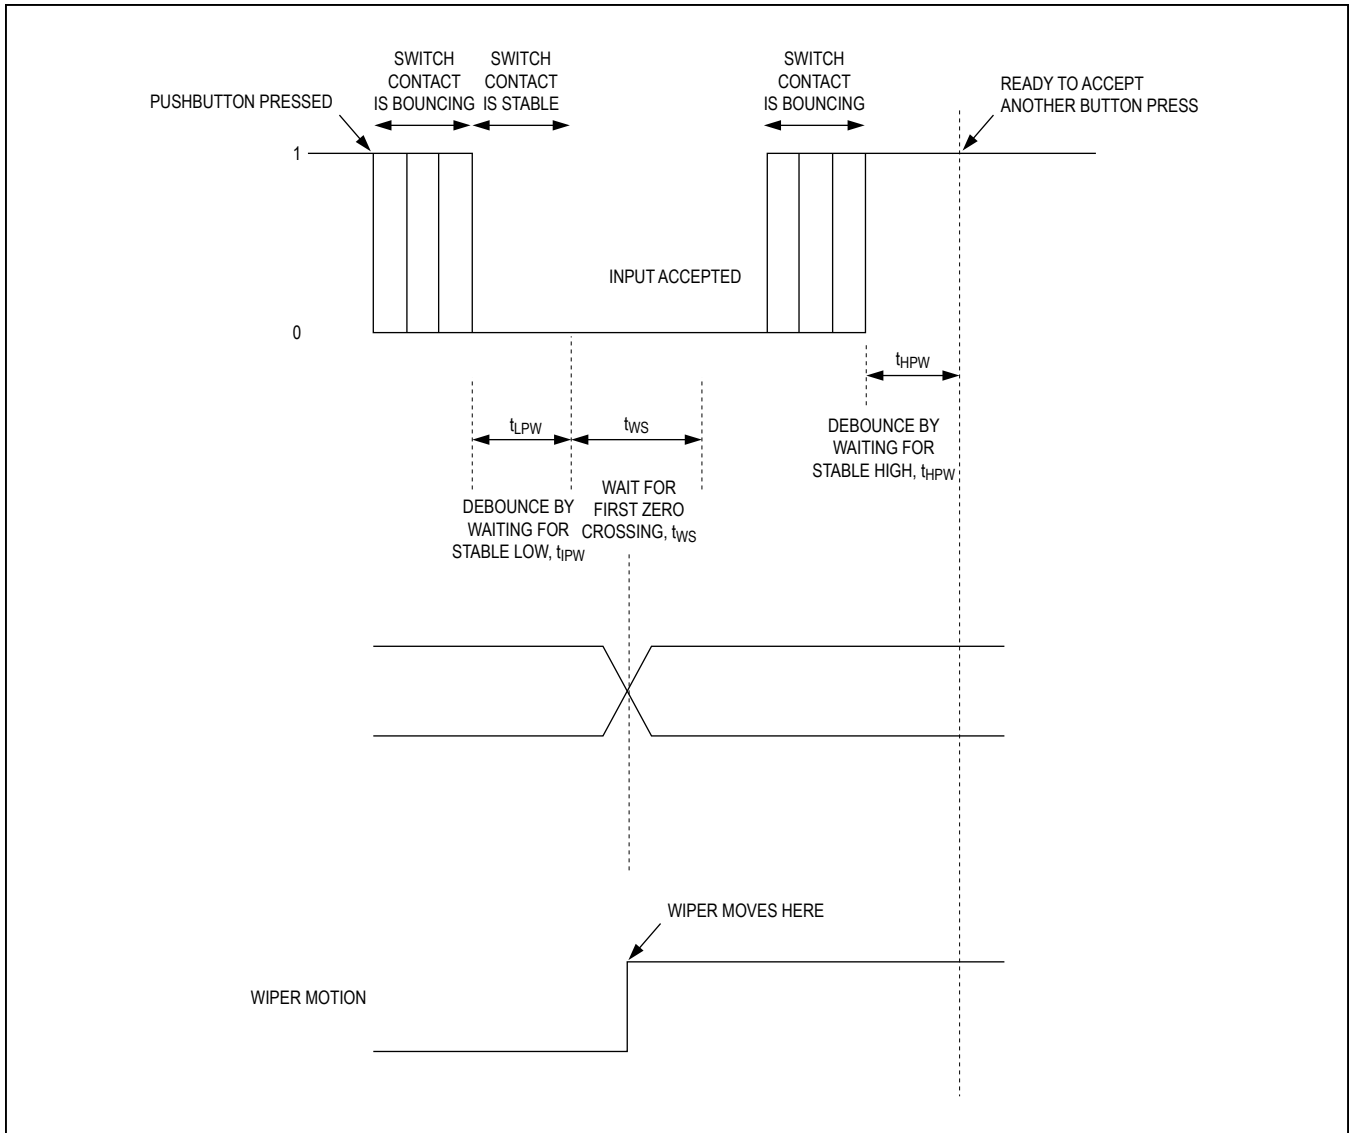 SWITCH
CONTACT
IS BOUNCING
SWITCH
CONTACT
IS STABLE
SWITCH
CONTACT
IS BOUNCING
READY TO ACCEPT
ANOTHER BUTTON PRESS
PUSHBUTTON PRESSED
1
INPUT ACCEPTED
0
tHPW
tLPW
tWS
DEBOUNCE BY
WAITING FOR
STABLE HIGH, tHPW
WAIT FOR
FIRST ZERO
CROSSING, tWS
DEBOUNCE BY
WAITING FOR
STABLE LOW, tIPW
WIPER MOVES HERE
WIPER MOTION